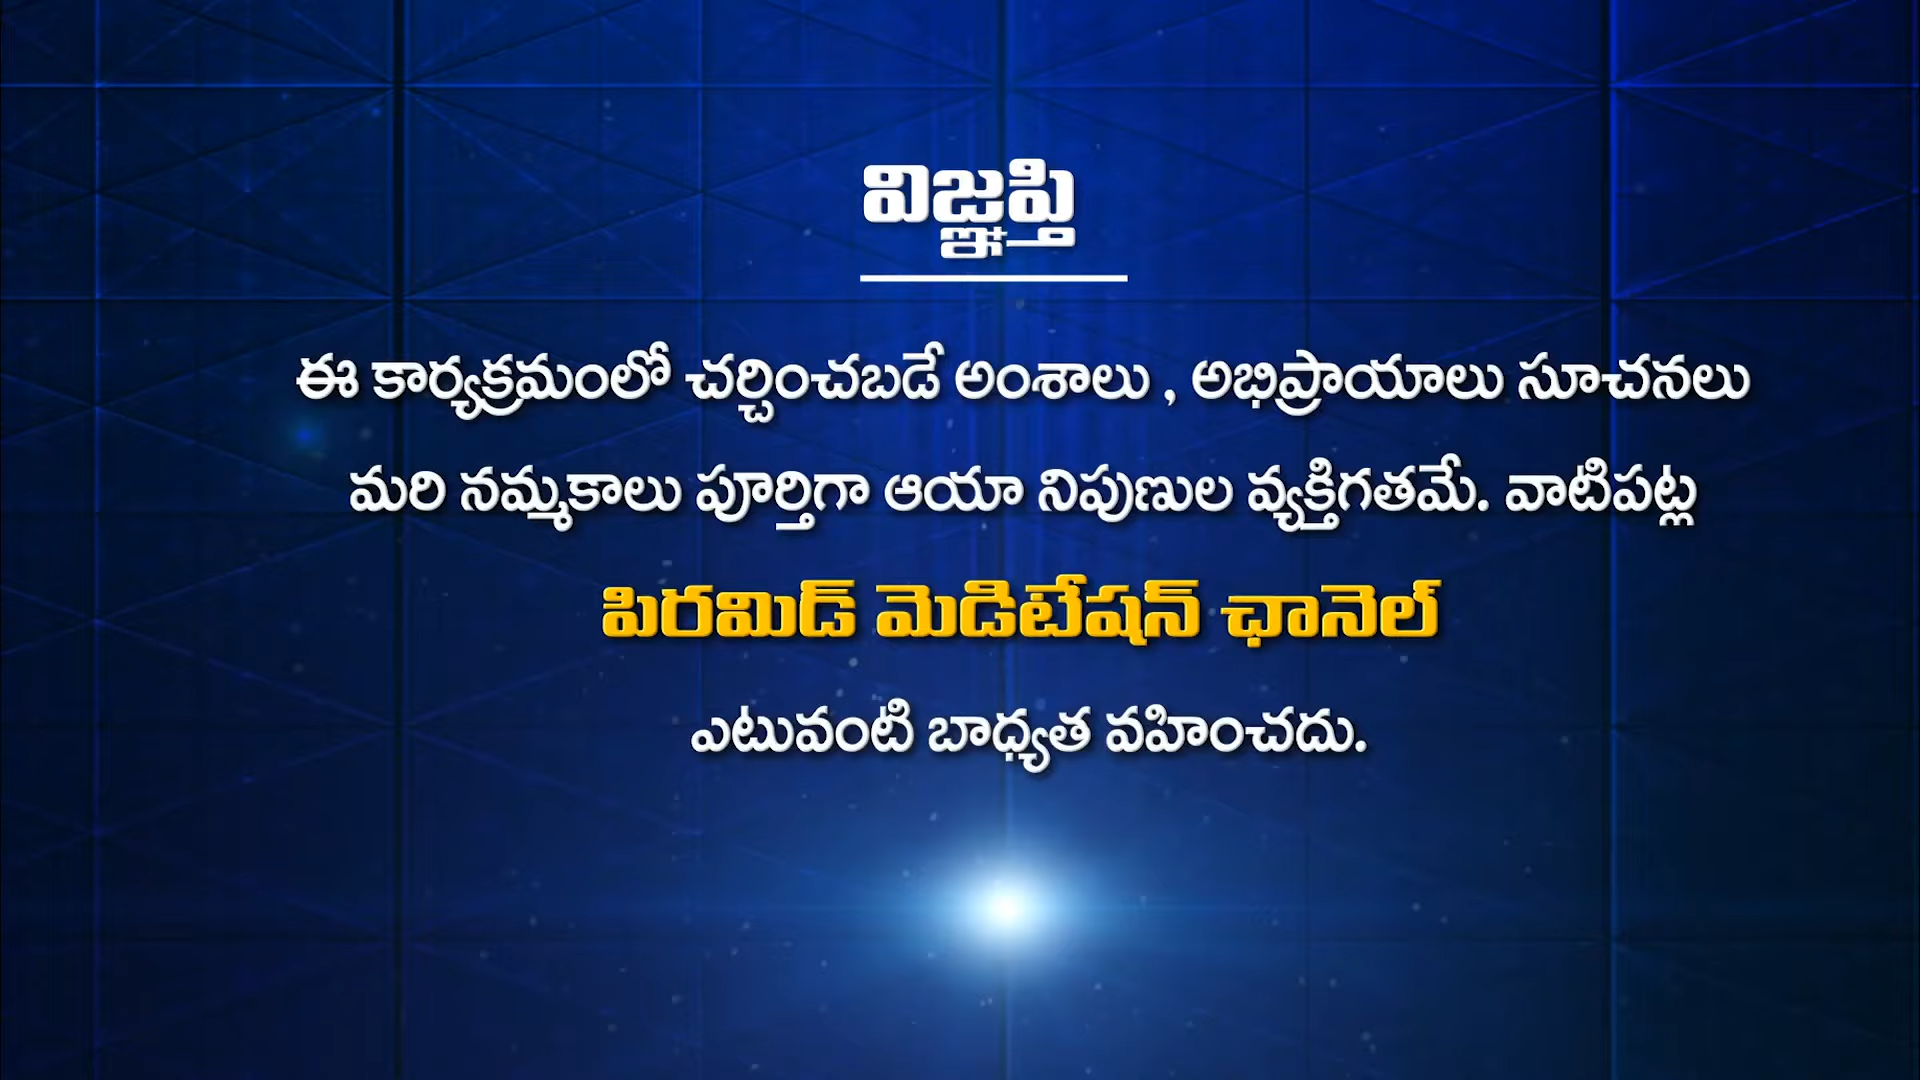 విజ్ఞప్తి
ఈ కార్యక్రమంలో చర్చించబడే అంశాలు , అభిప్రాయాలు సూచనలు
మరి నమ్మకాలు పూర్తిగా ఆయా నిపుణుల వ్యక్తిగతమే. వాటిపట్ల
పిరమిడ్ మెడిటేషన్ ఛానెల్
ఎటువంటి బాధ్యత వహించదు.